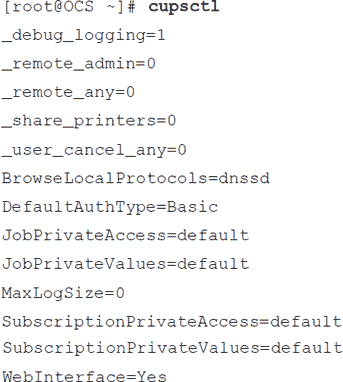 [root@OCS ~]# cupsctl
_debug_logging=1
_remote_admin=0
_remote_any=0
_share_printers=0
_user_cancel_any=0
BrowseLocalProtocols=dnssd
DefaultAuthType=Basic
JobPrivateAccess=default
JobPrivateValues=default
MaxLogSize=0
SubscriptionPrivateAccess=default
SubscriptionPrivateValues=default
WebInterface=Yes